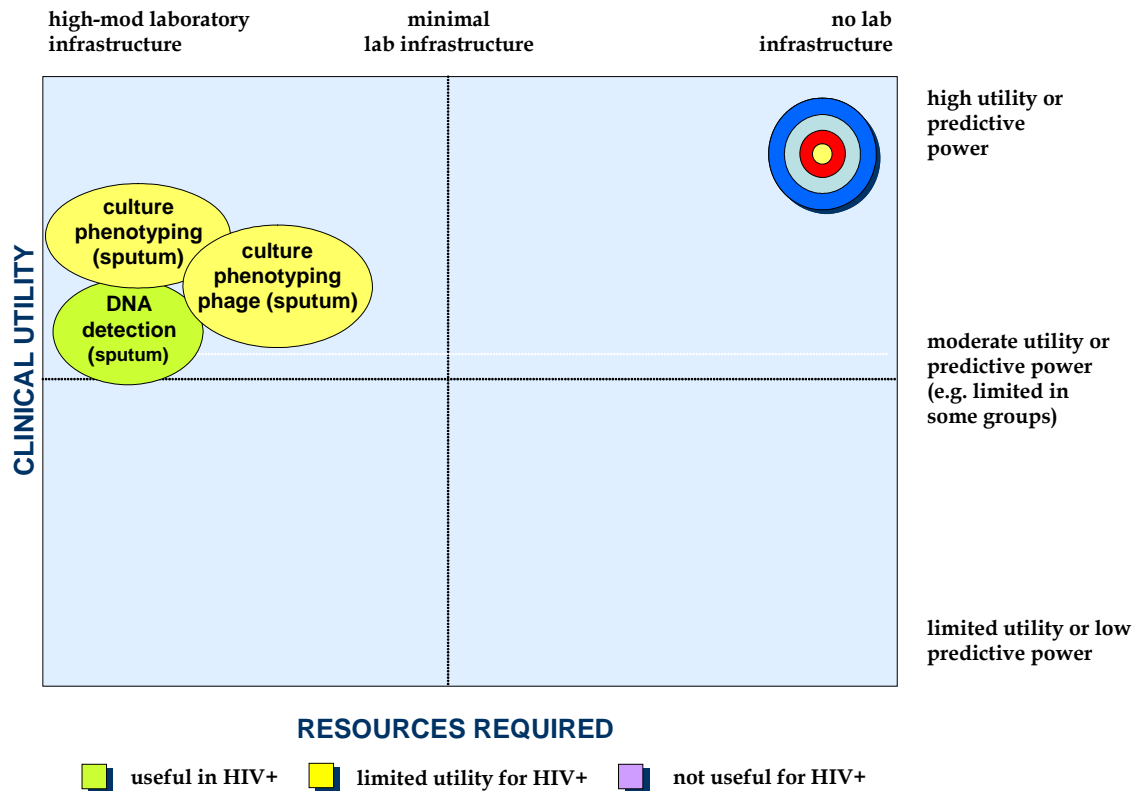 high-mod laboratory
infrastructure
minimal
lab infrastructure
no lab
infrastructure
high utility or
predictive
power
culture
phenotyping
(sputum)
culture
phenotyping
phage (sputum)
DNA
detection
(sputum)
CLINICAL UTILITY
moderate utility or
predictive power
(e.g. limited in
some groups)
limited utility or low
predictive power
RESOURCES REQUIRED
useful in HIV+
limited utility for HIV+
not useful for HIV+